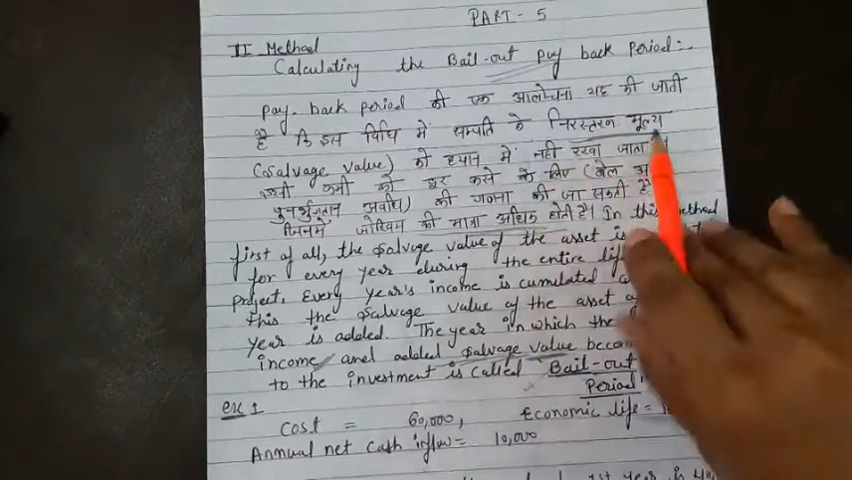 PART - 5
II Method
Calculating the Bail-out pay back Period:-
Pay-back period की एक आलोचना यह की जाती
है कि इस विधि में सम्पति के निरस्तरन मूल्य
(Salvage Value) को ध्यान में नहीं रखा जाता
इसी कमी को दूर करने के लिए (बेल
पुनर्भुगतान अवधि) की गणना की जा सकती है
जिनमें जोखिम की मात्रा अधिक होती है। In this method
first of all, the salvage value of the asset is
for every year during the entire life
project. Every year's income is cumulated
this the salvage value of the asset
year is added. The year in which the
income and added salvage value
to the investment is called Bail-out
Period"
ex 1
Cost = 60,000, Economic life =
Annual net cash inflow = 10,000
1st year is